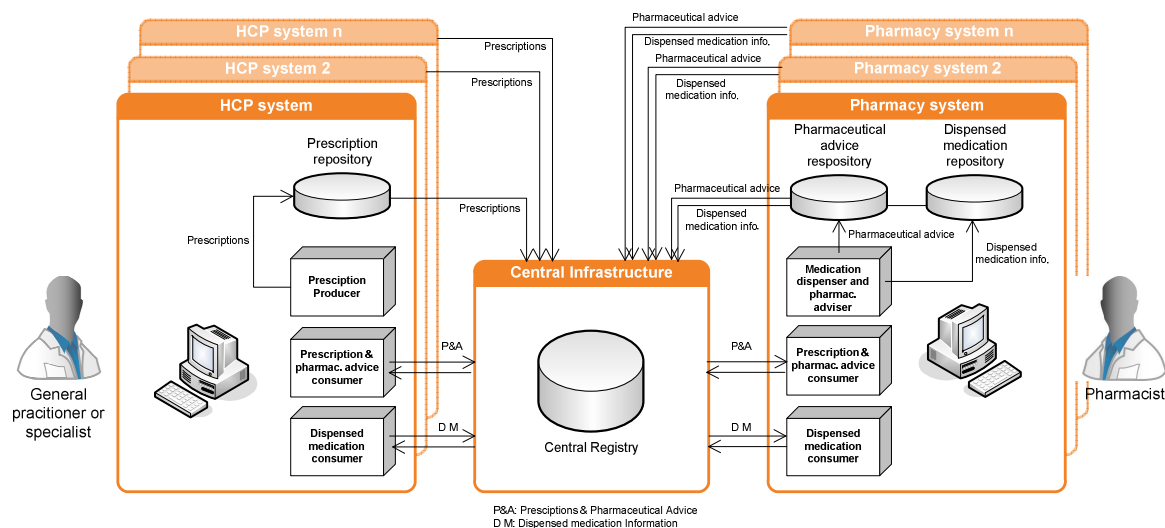 HCP system n
HCP system 2
HCP system
Prescriptions
Prescriptions
Prescription
repository
Prescriptions
Prescriptions
Presciption
Producer
Prescription &
pharmac. advice
consumer
Dispensed
medication
consumer
P&A
D M
General
pracitioner or
specialist
Central Infrastructure
Central Registry
Pharmaceutical advice
Dispensed medication info.
Pharmaceutical advice
Dispensed
medication info.
Pharmaceutical advice
Dispensed
medication info.
Pharmacy system n
Pharmacy system 2
Pharmacy system
Pharmaceutical
advice
respository
Dispensed
medication
repository
Pharmaceutical advice
Dispensed
medication info.
Medication
dispenser and
pharmac.
adviser
P&A
Prescription &
pharmac. advice
consumer
D M
Dispensed
medication
consumer
Pharmacist
P&A: Presciptions & Pharmaceutical Advice
D M: Dispensed medication Information